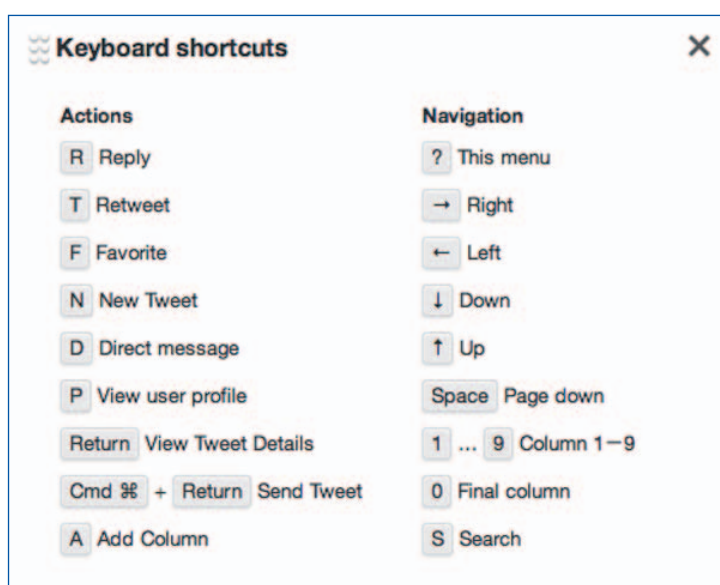 Keyboard shortcuts ×
Actions
R Reply
T Retweet
F Favorite
N New Tweet
D Direct message
P View user profile
Return View Tweet Details
Cmd ⌘ + Return Send Tweet
A Add Column
Navigation
? This menu
→ Right
← Left
↓ Down
↑ Up
Space Page down
1 ... 9 Column 1—9
0 Final column
S Search